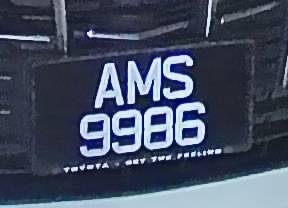 AMS
9986
TOYOTA - GET THE FEELING